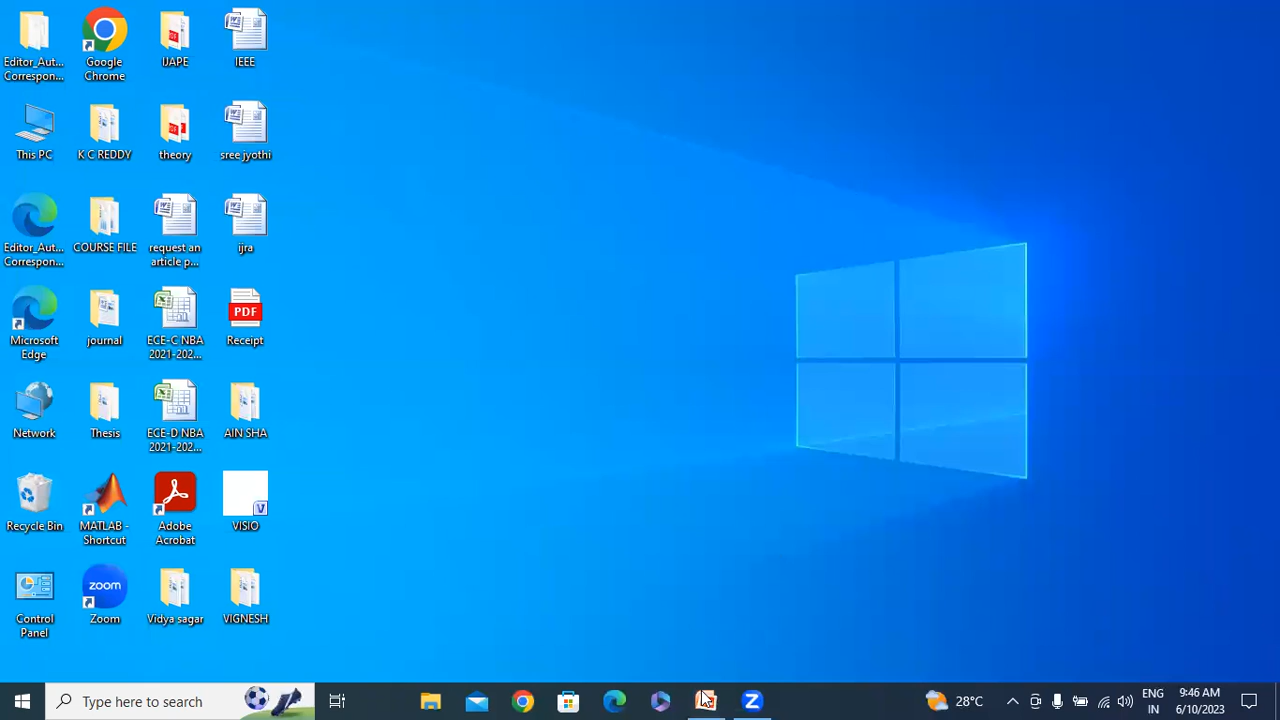 Editor_Aut...
Correspon...
Google
Chrome
IJAPE
IEEE
This PC
K C REDDY
theory
sree jyothi
Editor_Aut...
Correspon...
COURSE FILE
request an
article p...
ijra
Microsoft
Edge
journal
ECE-C NBA
2021-202...
PDF
Receipt
Network
Thesis
ECE-D NBA
2021-202...
AIN SHA
Recycle Bin
MATLAB -
Shortcut
Adobe
Acrobat
V
VISIO
Control
Panel
zoom
Zoom
Vidya sagar
VIGNESH
Type here to search
28°C
ENG
IN
9:46 AM
6/10/2023